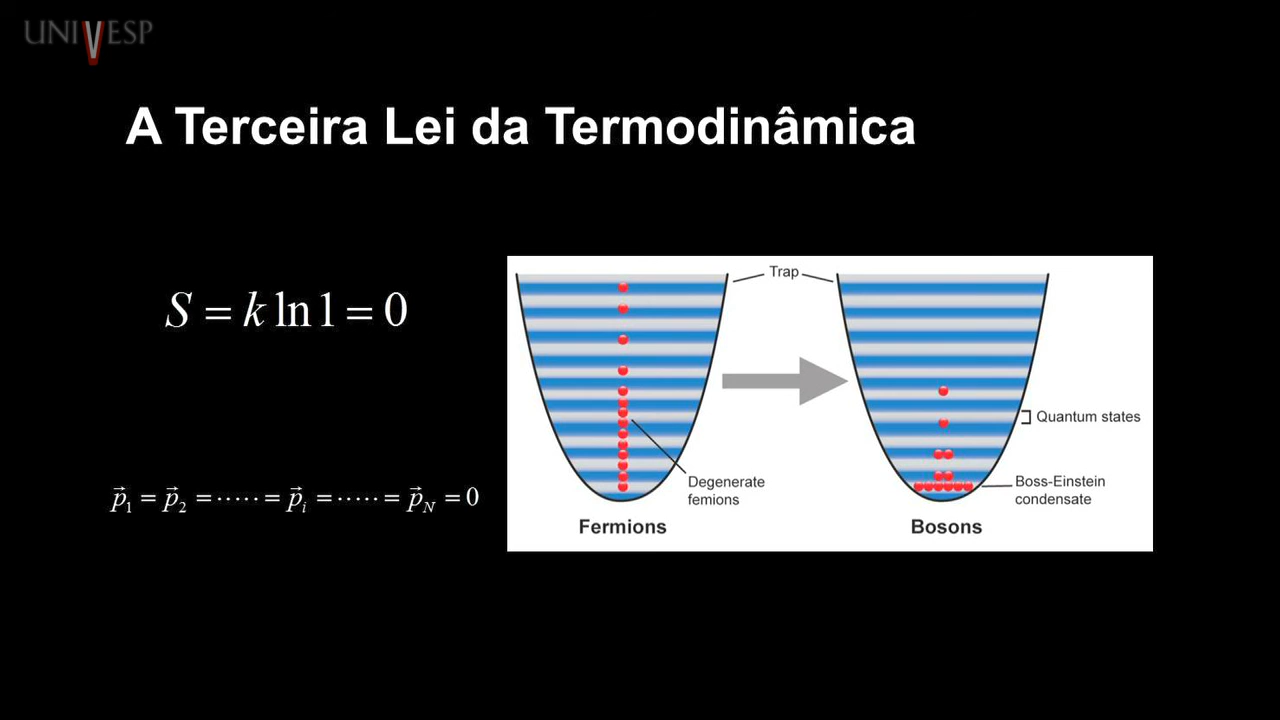 UNIVESP
A Terceira Lei da Termodinâmica
S = k ln 1 = 0
p⃗₁ = p⃗₂ = ····· = p⃗ᵢ = ····· = p⃗_N = 0
Trap
Quantum states
Degenerate
femions
Boss-Einstein
condensate
Fermions
Bosons